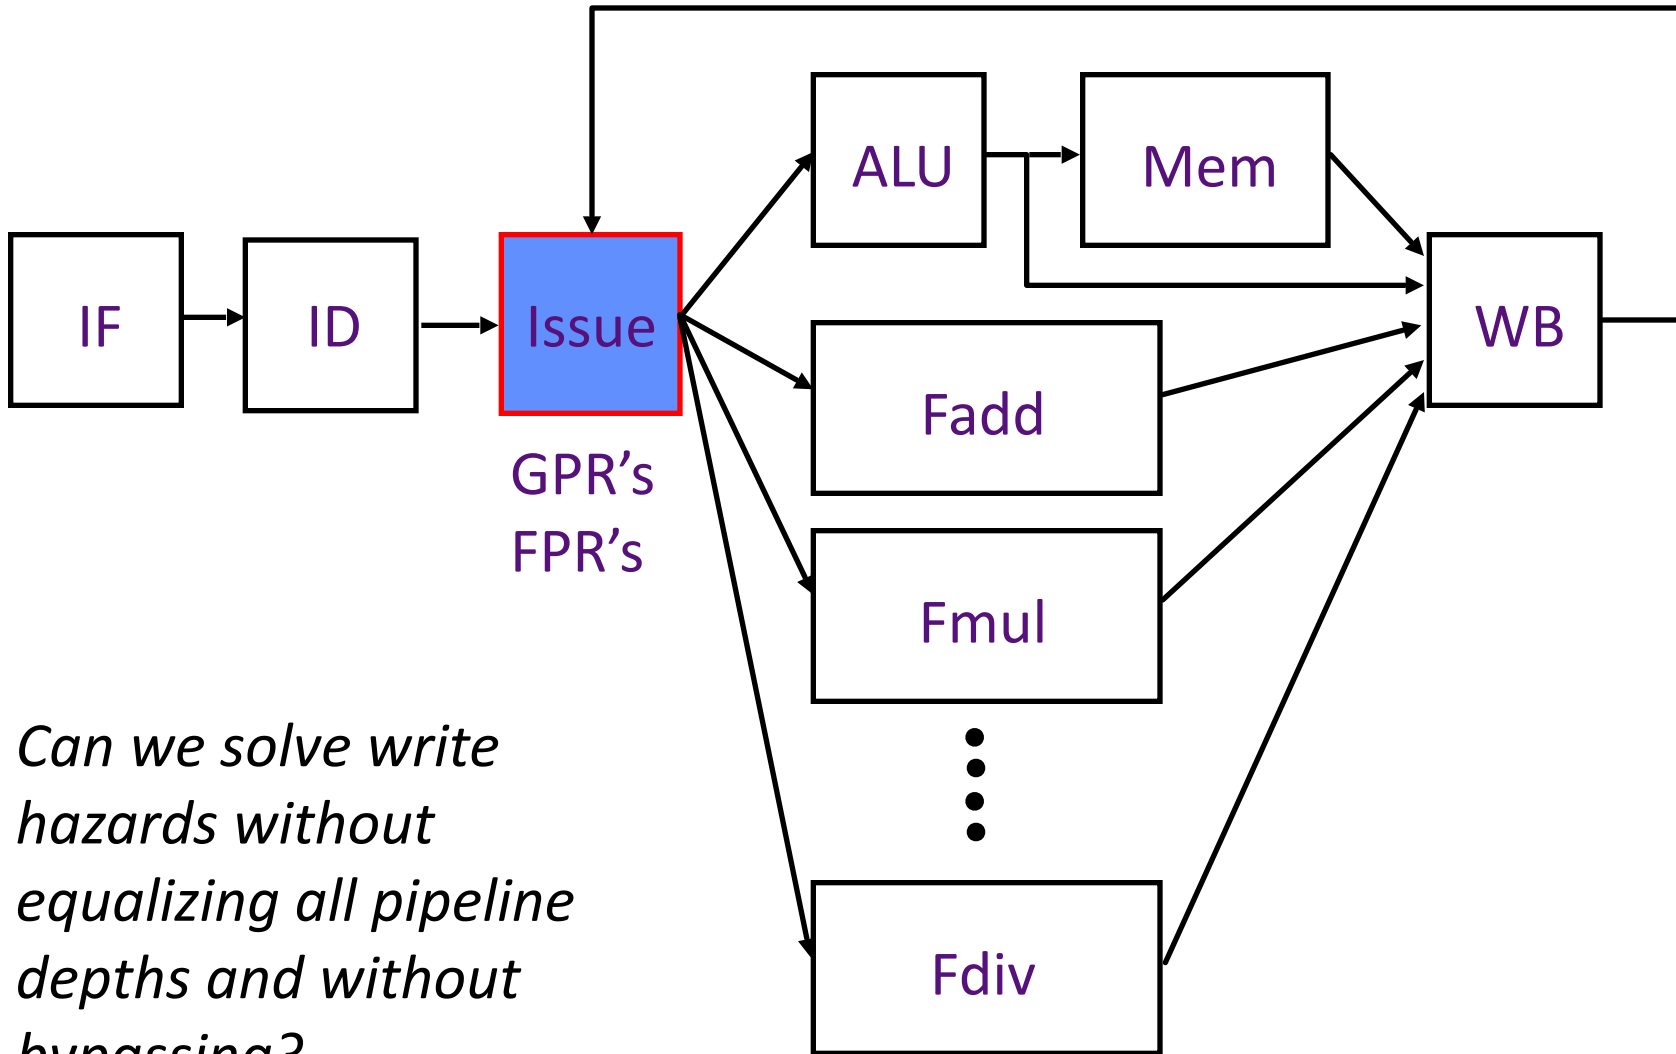 ALU
Mem
IF
ID
Issue
WB
Fadd
GPR's
FPR's
Fmul
Can we solve write
hazards without
equalizing all pipeline
depths and without
bypassing?
Fdiv